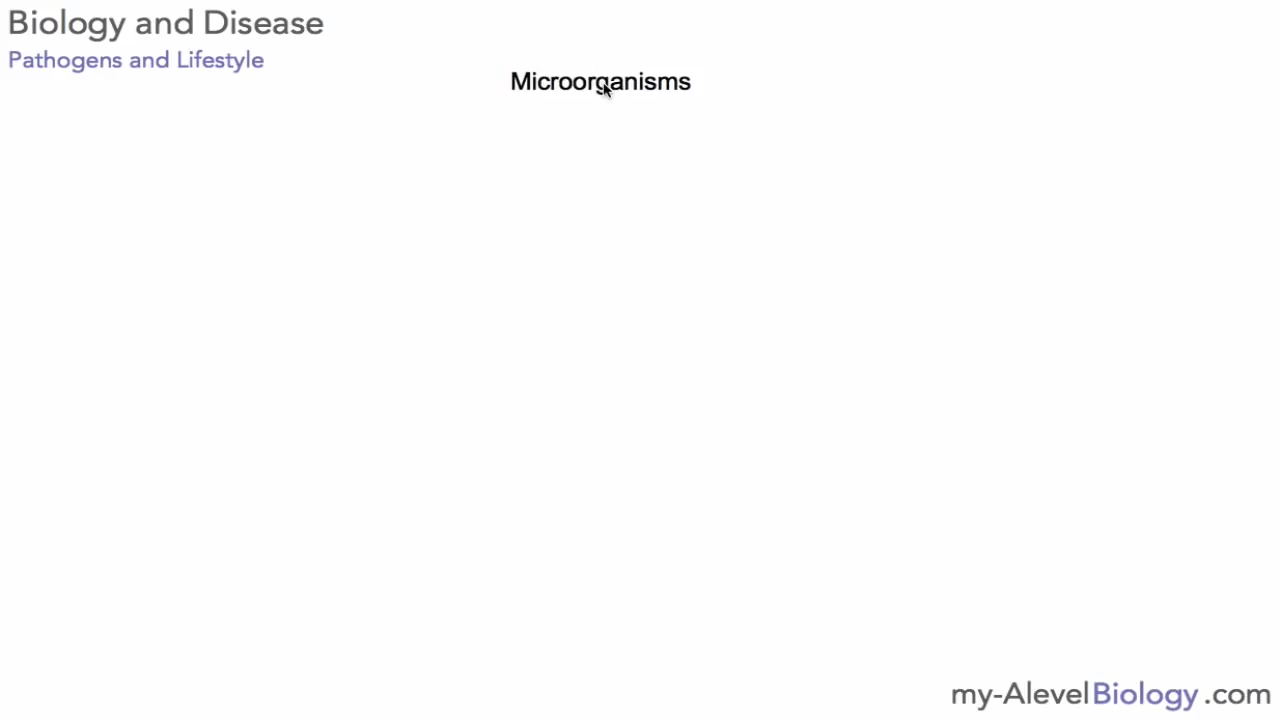 Biology and Disease
Pathogens and Lifestyle
Microorganisms
my-AlevelBiology.com